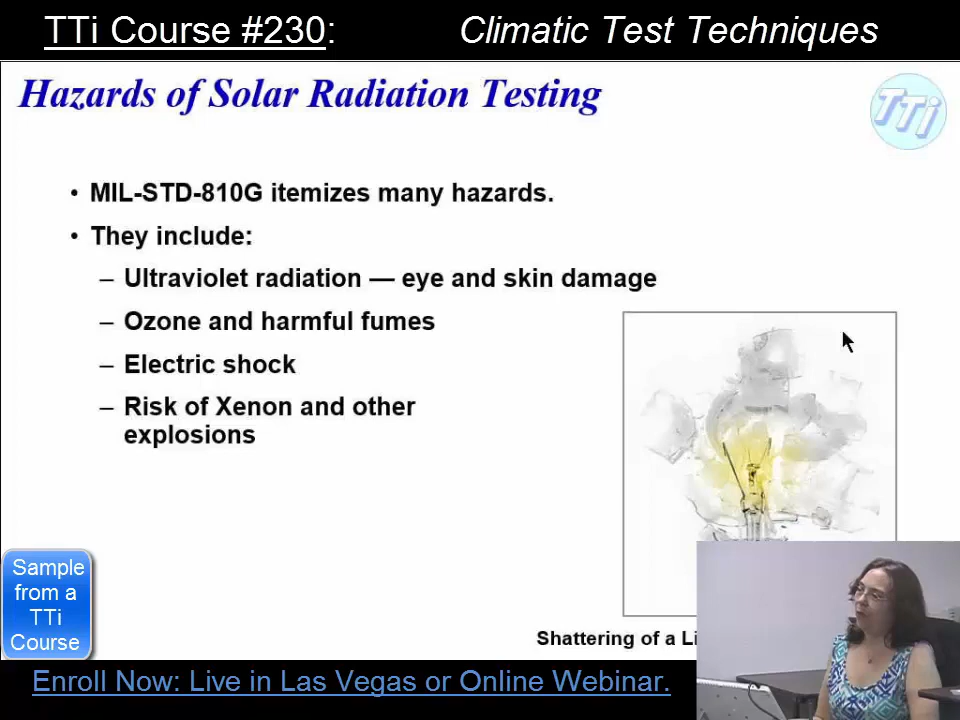 TTi Course #230: Climatic Test Techniques
Hazards of Solar Radiation Testing
TTi
• MIL-STD-810G itemizes many hazards.
• They include:
– Ultraviolet radiation — eye and skin damage
– Ozone and harmful fumes
– Electric shock
– Risk of Xenon and other
explosions
Shattering of a
Sample
from a
TTi
Course
Enroll Now: Live in Las Vegas or Online Webinar.